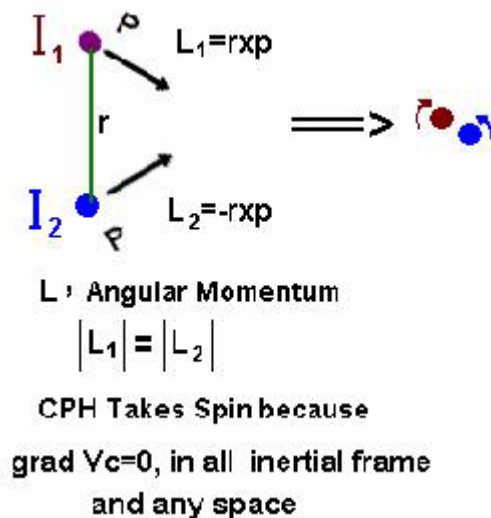 I₁ p L₁=rxp
r ==>
I₂ p L₂=-rxp
L, Angular Momentum
|L₁| = |L₂|
CPH Takes Spin because
grad Vc=0, in all inertial frame
and any space